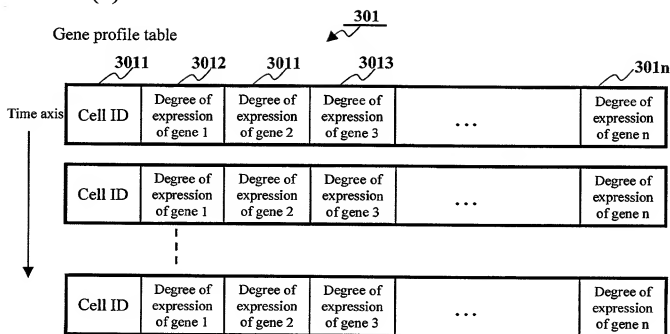 301
Gene profile table
3011 3012 3011 3013 301n
Time axis
Cell ID
Degree of
expression
of gene 1
Degree of
expression
of gene 2
Degree of
expression
of gene 3
...
Degree of
expression
of gene n
Cell ID
Degree of
expression
of gene 1
Degree of
expression
of gene 2
Degree of
expression
of gene 3
...
Degree of
expression
of gene n
Cell ID
Degree of
expression
of gene 1
Degree of
expression
of gene 2
Degree of
expression
of gene 3
...
Degree of
expression
of gene n